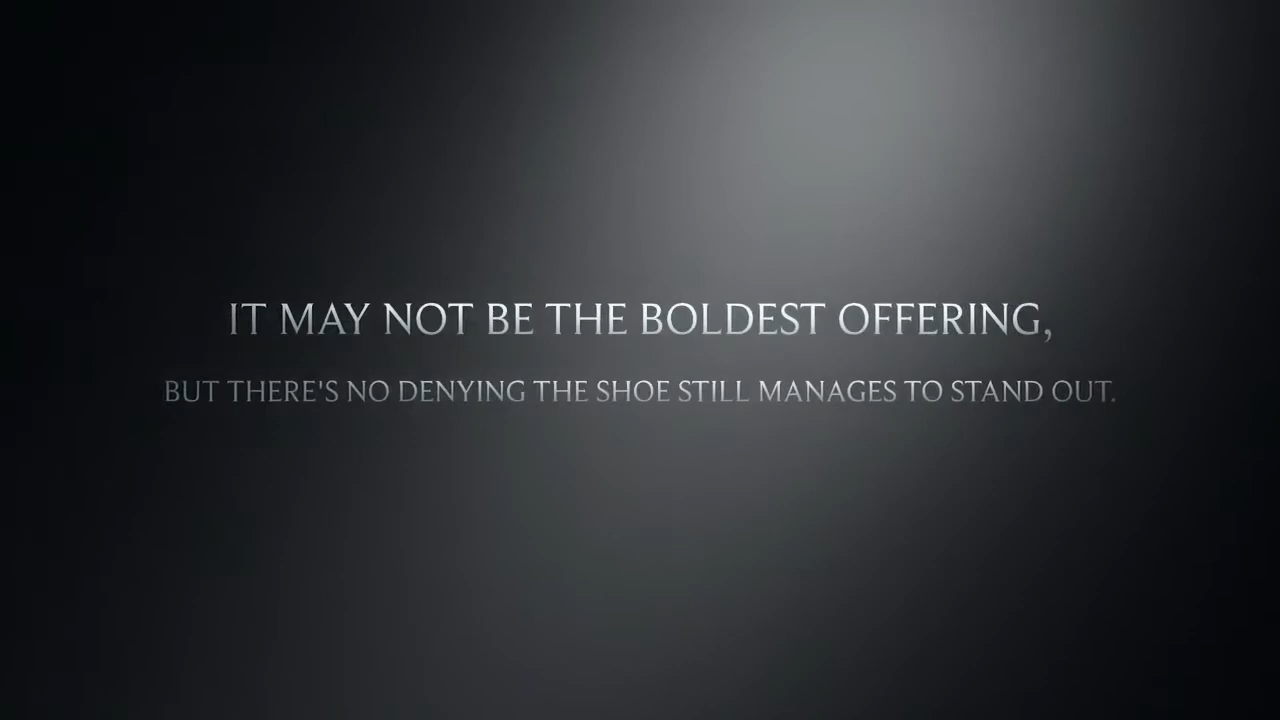 IT MAY NOT BE THE BOLDEST OFFERING,
BUT THERE'S NO DENYING THE SHOE STILL MANAGES TO STAND OUT.